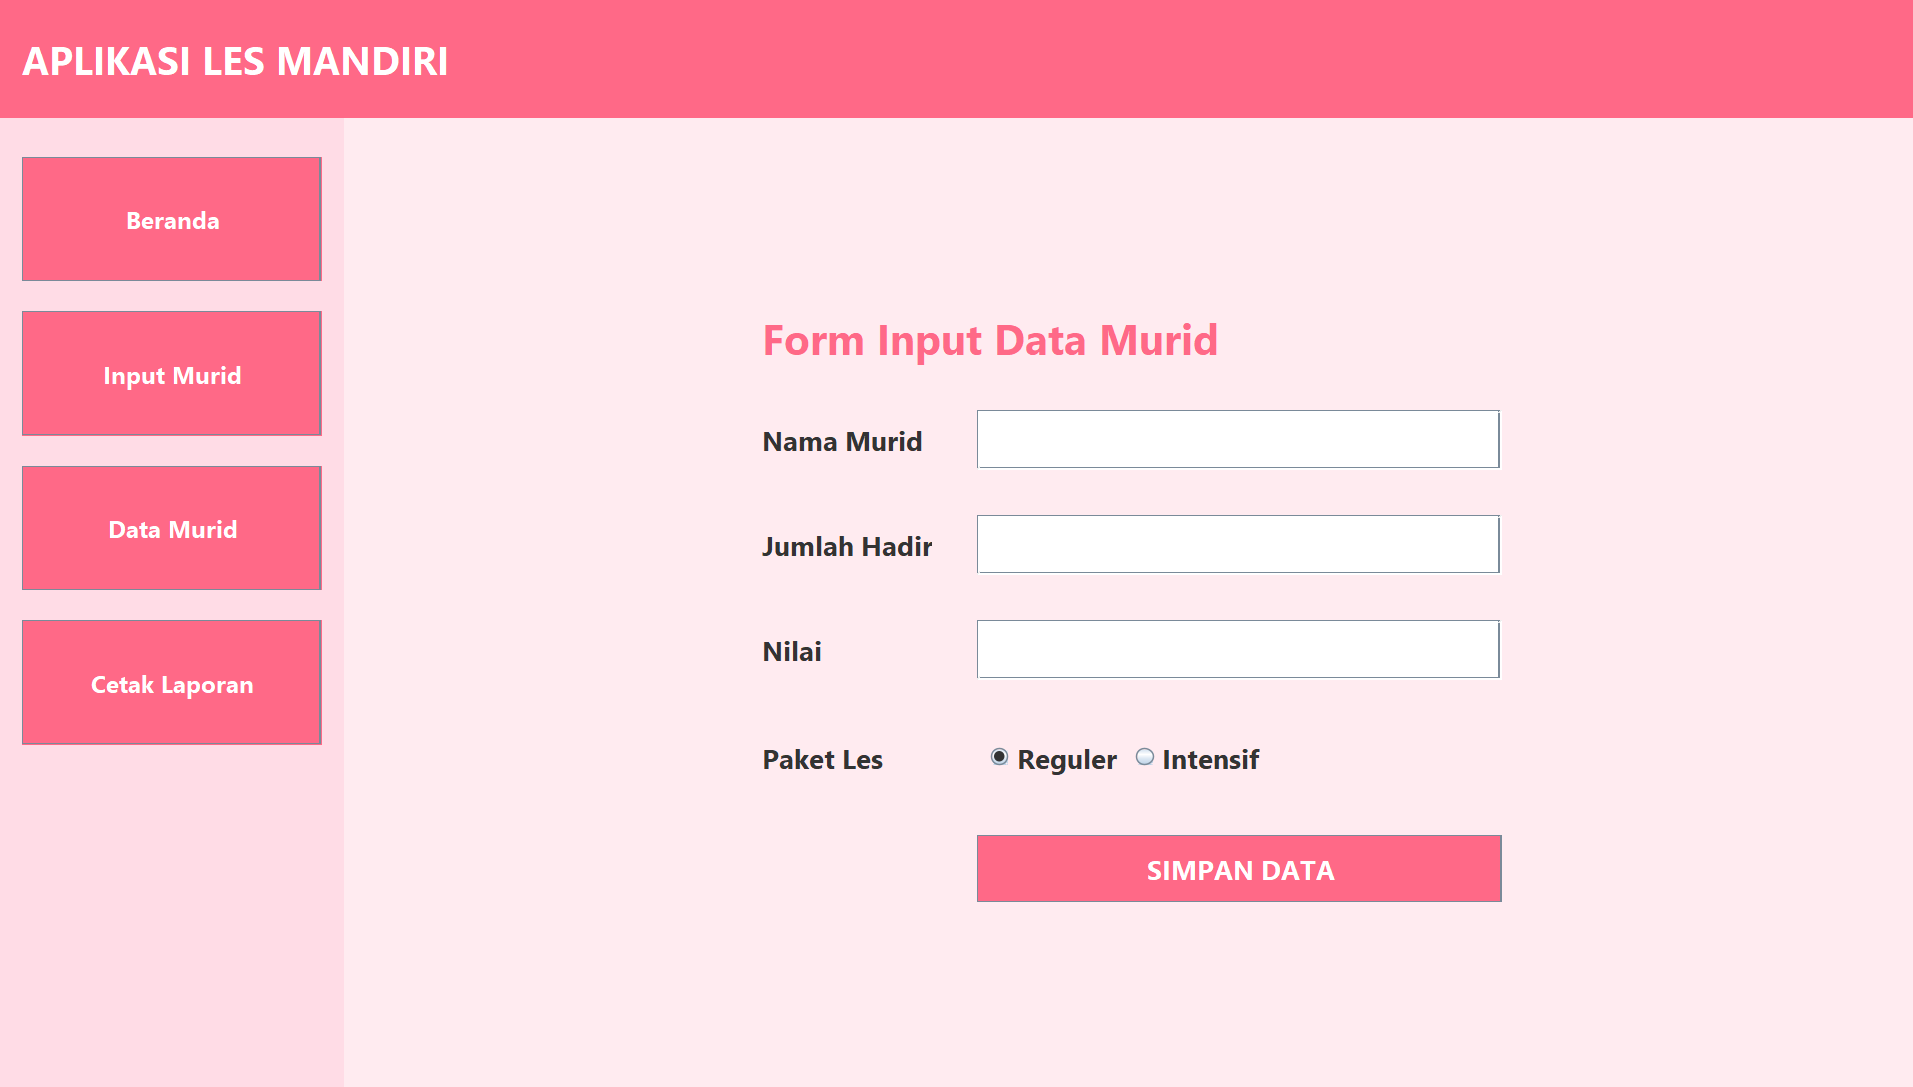 APLIKASI LES MANDIRI
Beranda
Input Murid
Data Murid
Cetak Laporan
Form Input Data Murid
Nama Murid
Jumlah Hadir
Nilai
Paket Les
Reguler Intensif
SIMPAN DATA